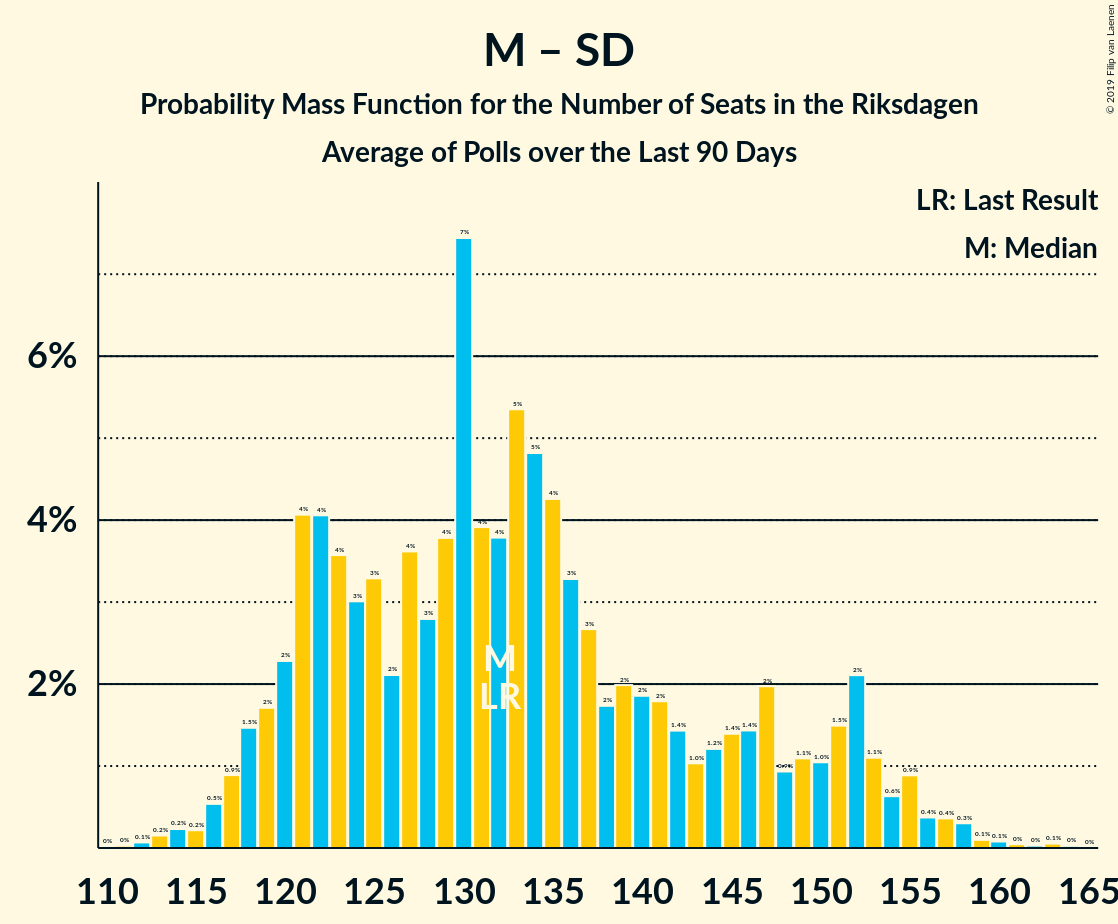 M – SD
Probability Mass Function for the Number of Seats in the Riksdagen
Average of Polls over the Last 90 Days
© 2019 Filip van Laenen
LR: Last Result
M: Median
6%
4%
2%
0% 0% 0.1% 0.2% 0.2% 0.2% 0.5% 0.9% 1.5% 2% 2% 4% 4% 4% 3% 3% 2% 4% 3% 4% 7% 4% 4% 5% 5% 4% 3% 3% 2% 2% 2% 2% 1.4% 1.0% 1.2% 1.4% 1.4% 2% 0.9% 1.1% 1.0% 1.5% 2% 1.1% 0.6% 0.9% 0.4% 0.4% 0.3% 0.1% 0.1% 0% 0% 0.1% 0% 0%
M
LR
110 115 120 125 130 135 140 145 150 155 160 165